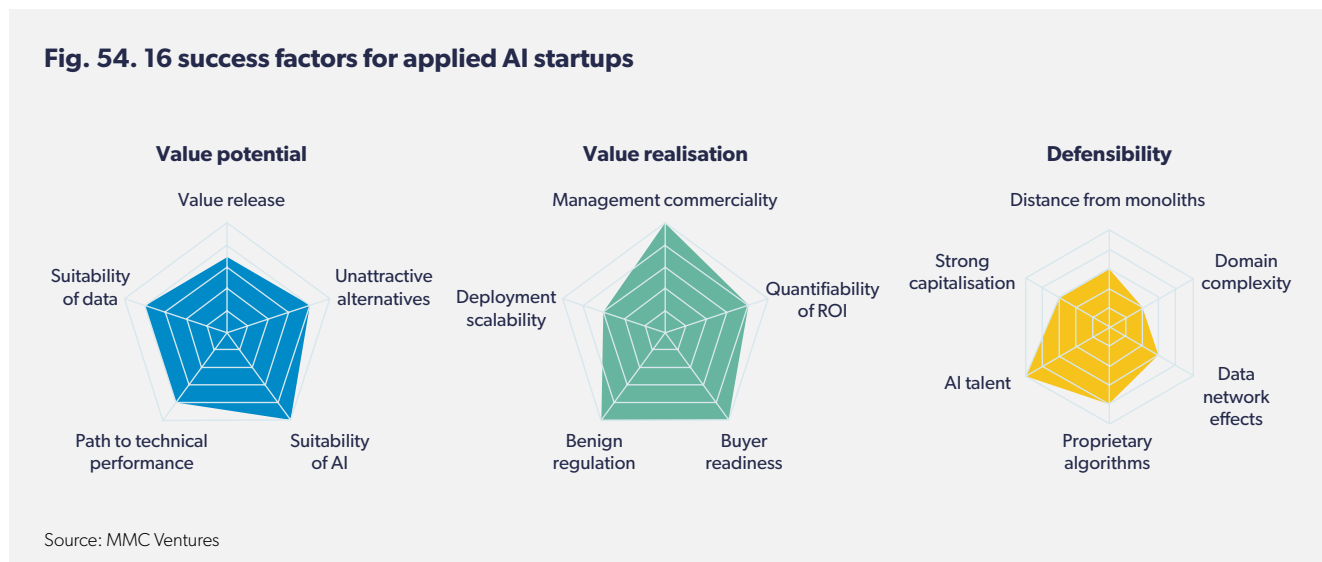 Fig. 54. 16 success factors for applied AI startups
Value potential
Value release
Suitability
of data
Unattractive
alternatives
Path to technical
performance
Suitability
of AI
Value realisation
Management commerciality
Deployment
scalability
Quantifiability
of ROI
Benign
regulation
Buyer
readiness
Defensibility
Distance from monoliths
Strong
capitalisation
Domain
complexity
AI talent
Data
network
effects
Proprietary
algorithms
Source: MMC Ventures